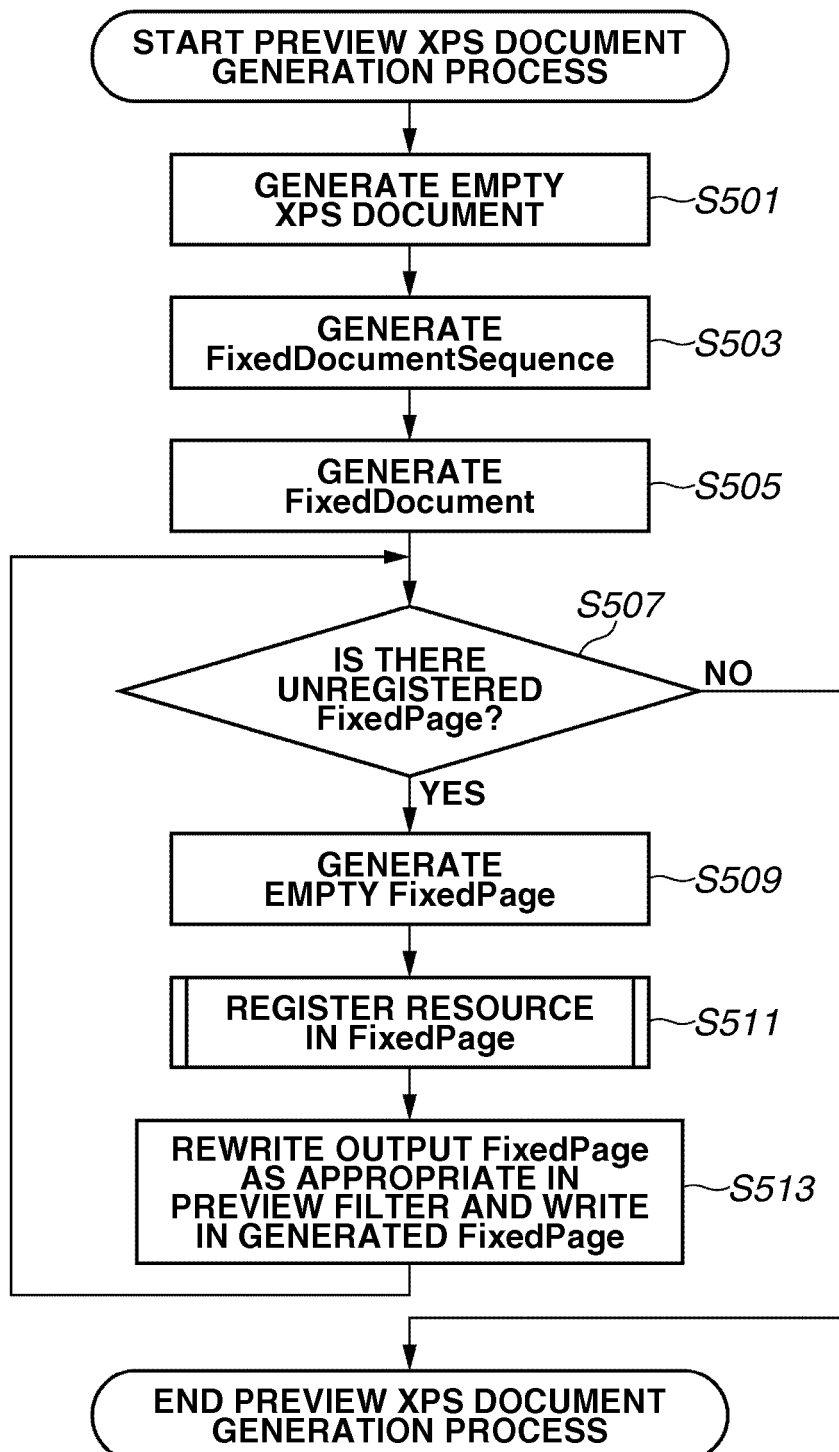 START PREVIEW XPS DOCUMENT
GENERATION PROCESS
GENERATE EMPTY
XPS DOCUMENT
S501
GENERATE
FixedDocumentSequence
S503
GENERATE
FixedDocument
S505
S507
IS THERE
UNREGISTERED
FixedPage?
NO
YES
GENERATE
EMPTY FixedPage
S509
REGISTER RESOURCE
IN FixedPage
S511
REWRITE OUTPUT FixedPage
AS APPROPRIATE IN
PREVIEW FILTER AND WRITE
IN GENERATED FixedPage
S513
END PREVIEW XPS DOCUMENT
GENERATION PROCESS